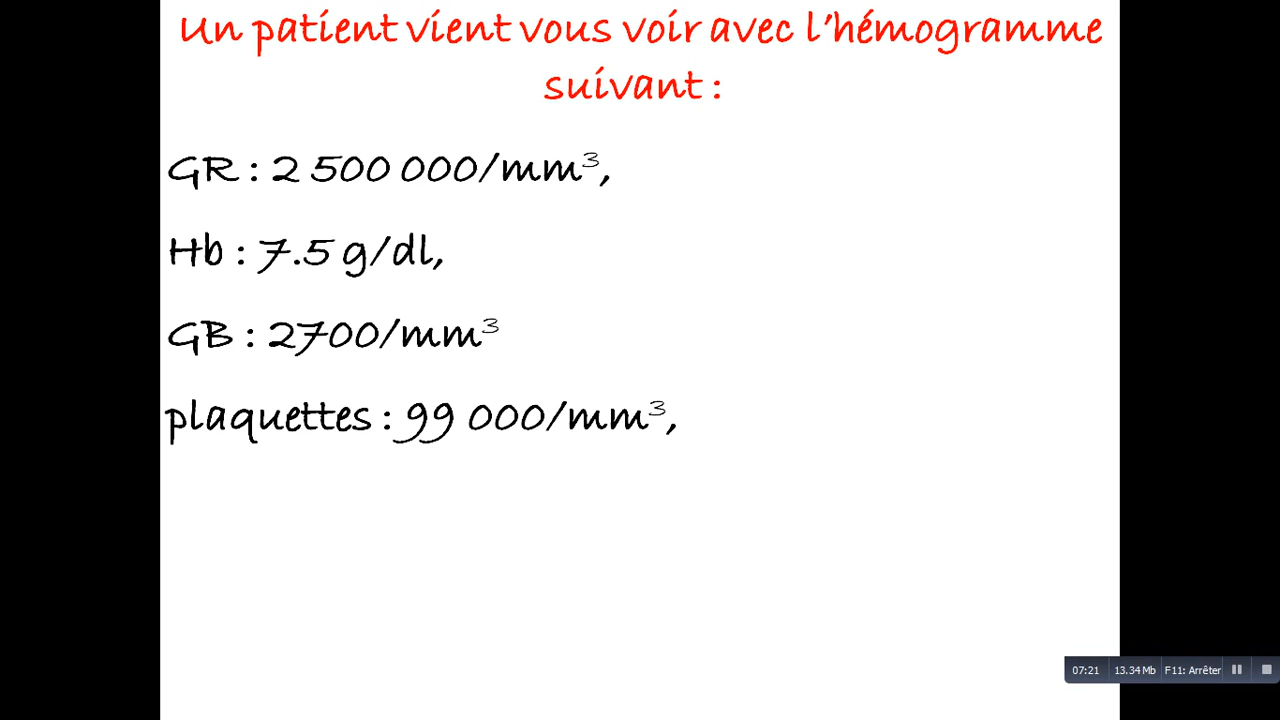 Un patient vient vous voir avec l'hémogramme
suivant :
GR : 2 500 000/mm³,
Hb : 7.5 g/dl,
GB : 2700/mm³
plaquettes : 99 000/mm³,
07:21 13.34 Mb F11: Arrêter